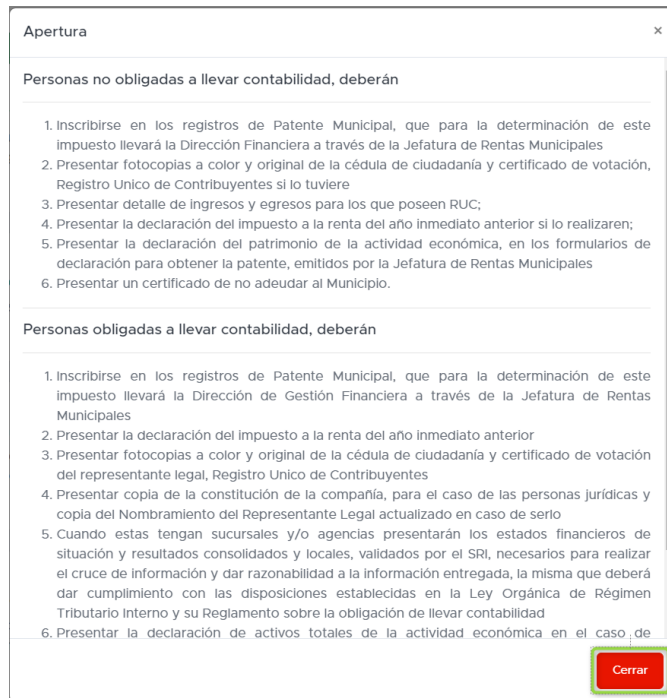 Apertura
×
Personas no obligadas a llevar contabilidad, deberán
1. Inscribirse en los registros de Patente Municipal, que para la determinación de este
impuesto llevará la Dirección Financiera a través de la Jefatura de Rentas Municipales
2. Presentar fotocopias a color y original de la cédula de ciudadanía y certificado de votación,
Registro Unico de Contribuyentes si lo tuviere
3. Presentar detalle de ingresos y egresos para los que poseen RUC;
4. Presentar la declaración del impuesto a la renta del año inmediato anterior si lo realizaren;
5. Presentar la declaración del patrimonio de la actividad económica, en los formularios de
declaración para obtener la patente, emitidos por la Jefatura de Rentas Municipales
6. Presentar un certificado de no adeudar al Municipio.
Personas obligadas a llevar contabilidad, deberán
1. Inscribirse en los registros de Patente Municipal, que para la determinación de este
impuesto llevará la Dirección de Gestión Financiera a través de la Jefatura de Rentas
Municipales
2. Presentar la declaración del impuesto a la renta del año inmediato anterior
3. Presentar fotocopias a color y original de la cédula de ciudadanía y certificado de votación
del representante legal, Registro Unico de Contribuyentes
4. Presentar copia de la constitución de la compañía, para el caso de las personas jurídicas y
copia del Nombramiento del Representante Legal actualizado en caso de serlo
5. Cuando estas tengan sucursales y/o agencias presentarán los estados financieros de
situación y resultados consolidados y locales, validados por el SRI, necesarios para realizar
el cruce de información y dar razonabilidad a la información entregada, la misma que deberá
dar cumplimiento con las disposiciones establecidas en la Ley Orgánica de Régimen
Tributario Interno y su Reglamento sobre la obligación de llevar contabilidad
6. Presentar la declaración de activos totales de la actividad económica en el caso de
Cerrar